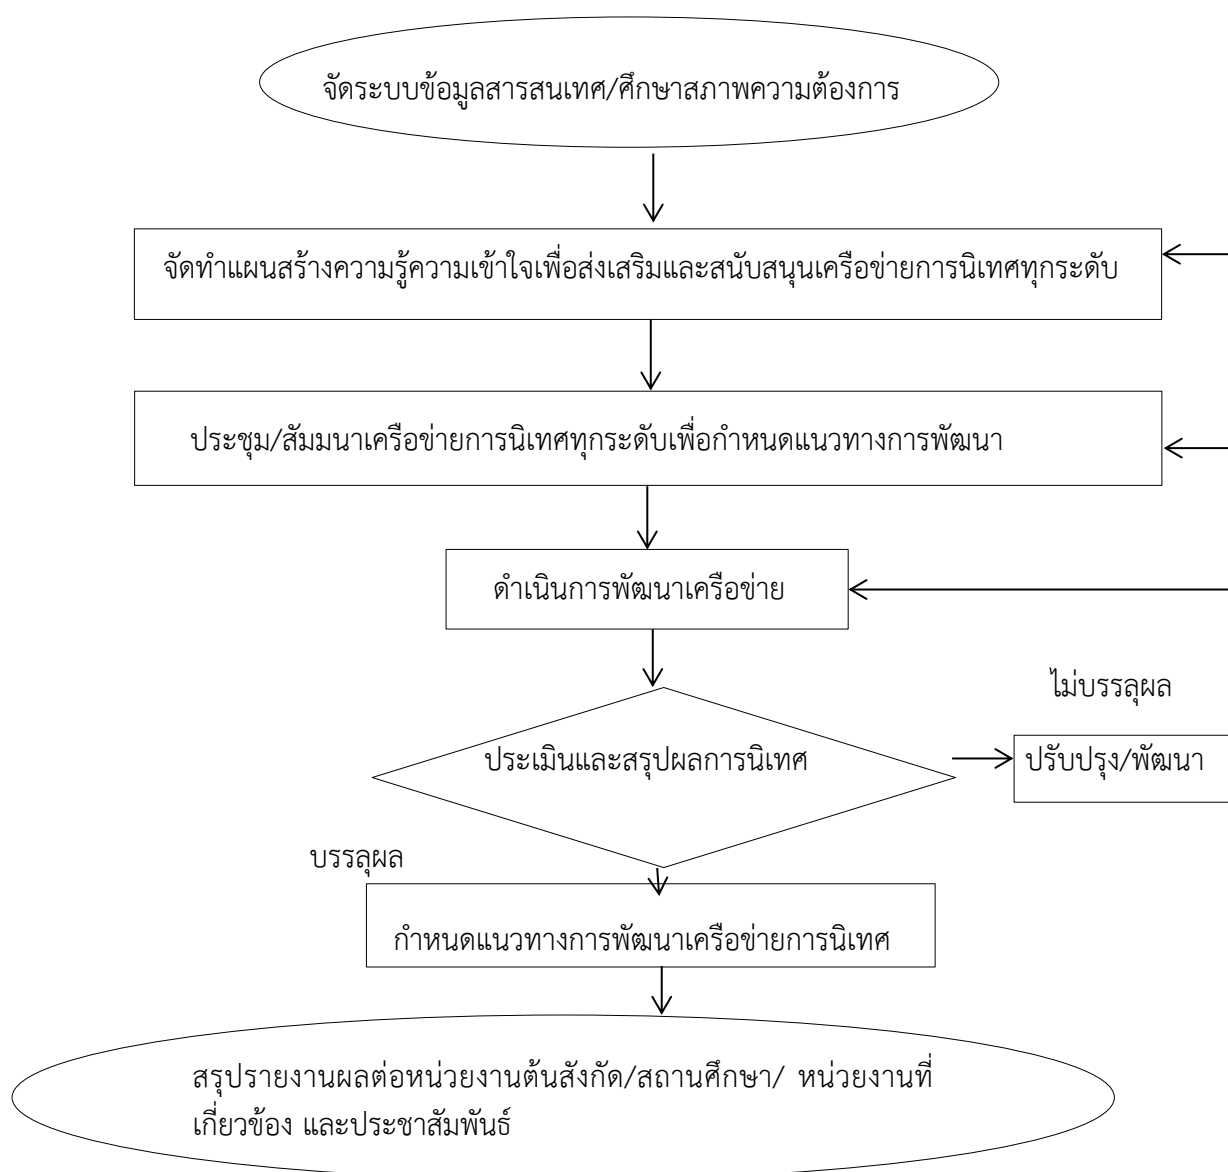 จัดระบบข้อมูลสารสนเทศ/ศึกษาสภาพความต้องการ
จัดทำแผนสร้างความรู้ความเข้าใจเพื่อส่งเสริมและสนับสนุนเครือข่ายการนิเทศทุกระดับ
ประชุม/สัมมนาเครือข่ายการนิเทศทุกระดับเพื่อกำหนดแนวทางการพัฒนา
ดำเนินการพัฒนาเครือข่าย
ไม่บรรลุผล
ประเมินและสรุปผลการนิเทศ
ปรับปรุง/พัฒนา
บรรลุผล
กำหนดแนวทางการพัฒนาเครือข่ายการนิเทศ
สรุปรายงานผลต่อหน่วยงานต้นสังกัด/สถานศึกษา/ หน่วยงานที่
เกี่ยวข้อง และประชาสัมพันธ์